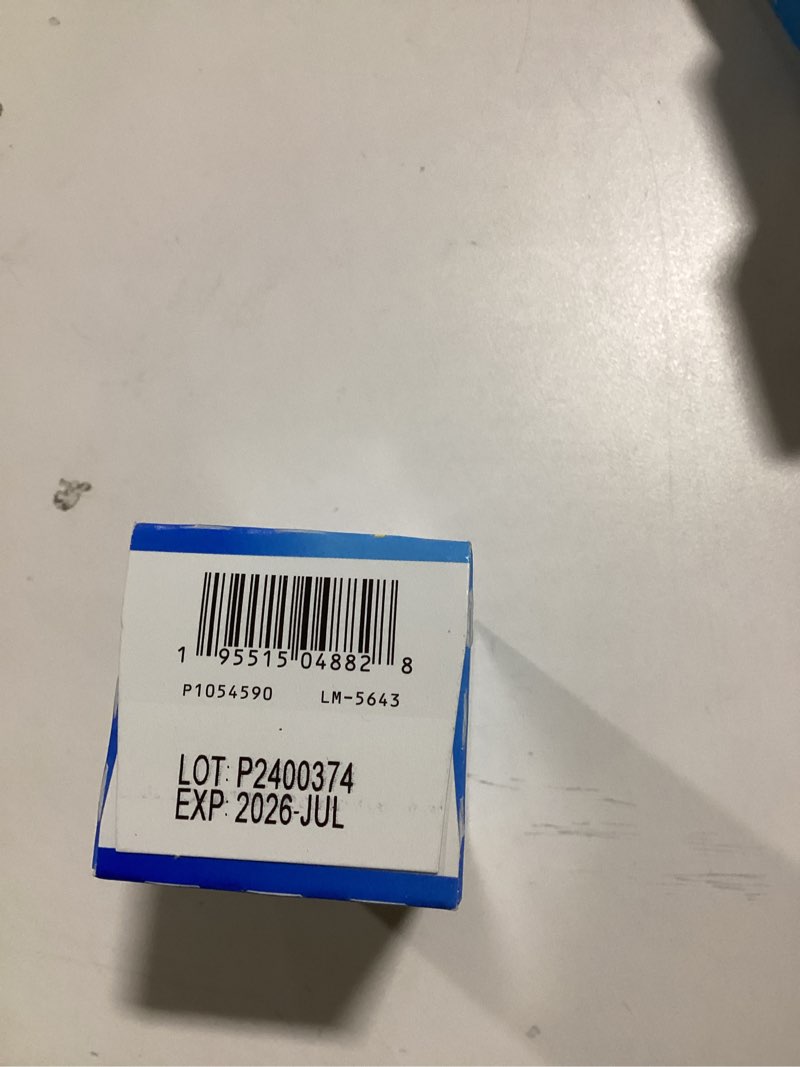 1 95515 04882 8
P1054590 LM-5643
LOT: P2400374
EXP: 2026-JUL